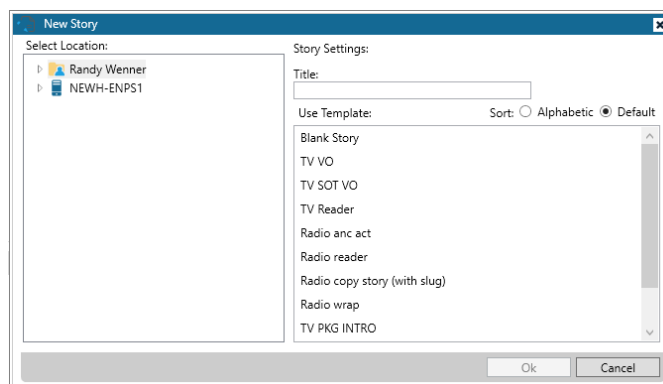 New Story
Select Location:
Randy Wenner
NEWH-ENPS1
Story Settings:
Title:
Use Template:
Sort: Alphabetic Default
Blank Story
TV VO
TV SOT VO
TV Reader
Radio anc act
Radio reader
Radio copy story (with slug)
Radio wrap
TV PKG INTRO
Ok
Cancel